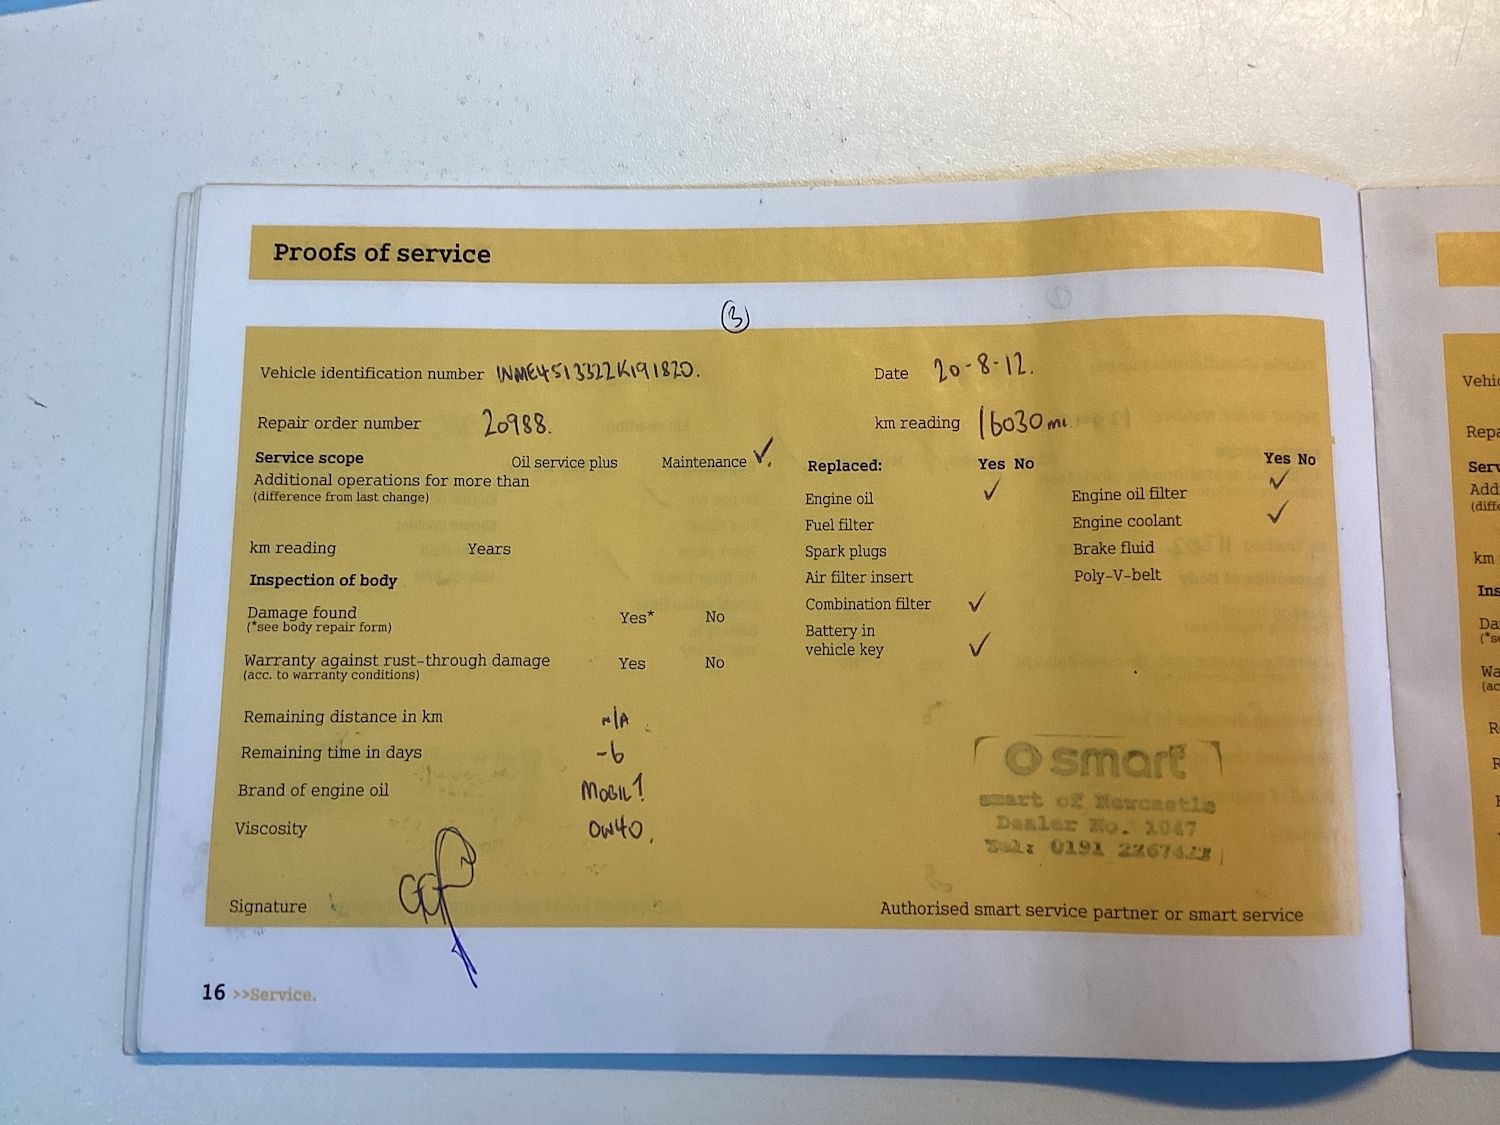 Proofs of service
3
Vehicle identification number WME4513322K191820.
Date 20-8-12.
Repair order number 20988.
km reading 16030 mi.
Service scope Oil service plus Maintenance ✓.
Additional operations for more than
(difference from last change)
km reading Years
Inspection of body
Damage found Yes* No
(*see body repair form)
Warranty against rust-through damage Yes No
(acc. to warranty conditions)
Remaining distance in km N/A
Remaining time in days -6
Brand of engine oil MOBIL 1
Viscosity 0W40.
Signature
Replaced: Yes No
Engine oil ✓
Fuel filter
Spark plugs
Air filter insert
Combination filter ✓
Battery in
vehicle key ✓
Yes No
Engine oil filter ✓
Engine coolant ✓
Brake fluid
Poly-V-belt
smart
smart of Newcastle
Dealer No. 1047
Tel: 0191
Authorised smart service partner or smart service
16 >>Service.
km